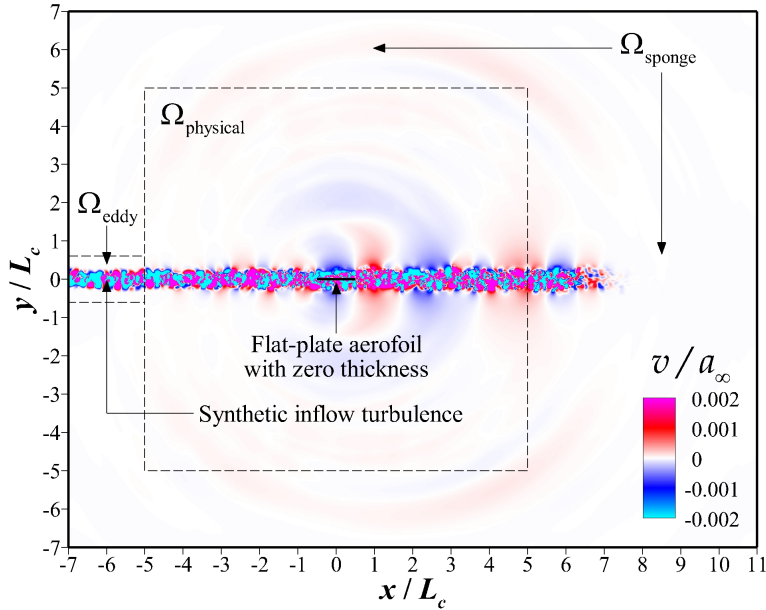 7
6
5
4
3
2
1
0
-1
-2
-3
-4
-5
-6
-7
y / L_c
Ω_sponge
Ω_physical
Ω_eddy
Flat-plate aerofoil
with zero thickness
Synthetic inflow turbulence
v / a_∞
0.002
0.001
0
-0.001
-0.002
-7 -6 -5 -4 -3 -2 -1 0 1 2 3 4 5 6 7 8 9 10 11
x / L_c